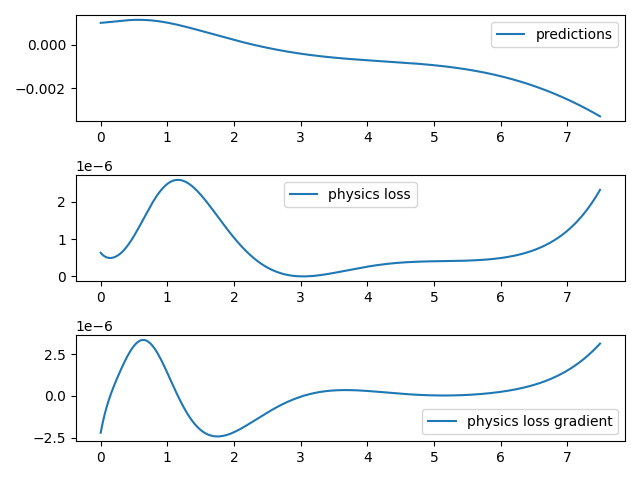 0.000
−0.002
predictions
0 1 2 3 4 5 6 7
1e−6
2
1
0
physics loss
0 1 2 3 4 5 6 7
1e−6
2.5
0.0
−2.5
physics loss gradient
0 1 2 3 4 5 6 7